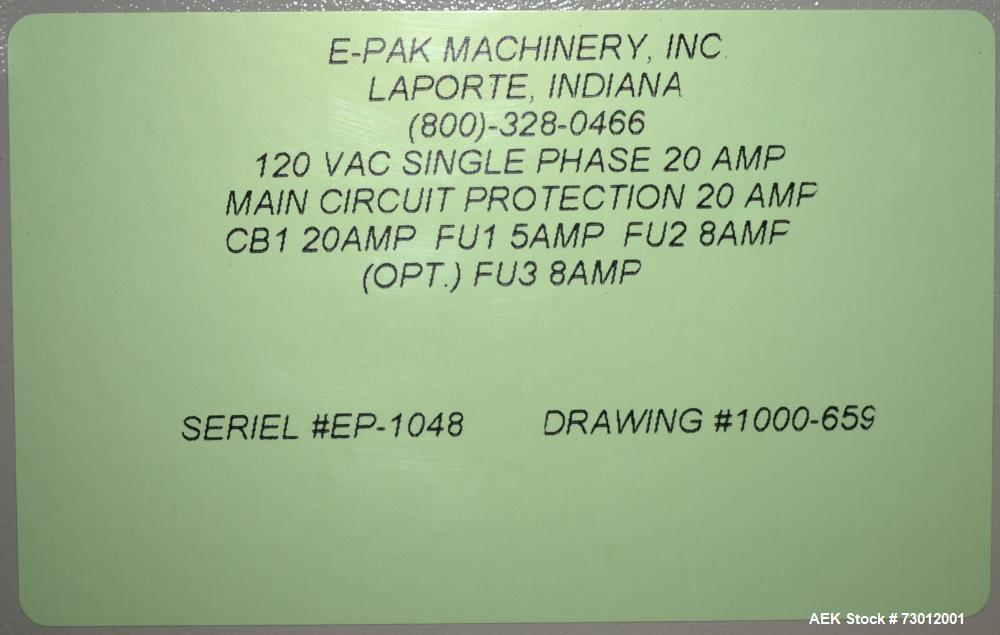 E-PAK MACHINERY, INC
LAPORTE, INDIANA
(800)-328-0466
120 VAC SINGLE PHASE 20 AMP
MAIN CIRCUIT PROTECTION 20 AMP
CB1 20AMP FU1 5AMP FU2 8AMP
(OPT.) FU3 8AMP
SERIEL #EP-1048 DRAWING #1000-659
AEK Stock # 73012001